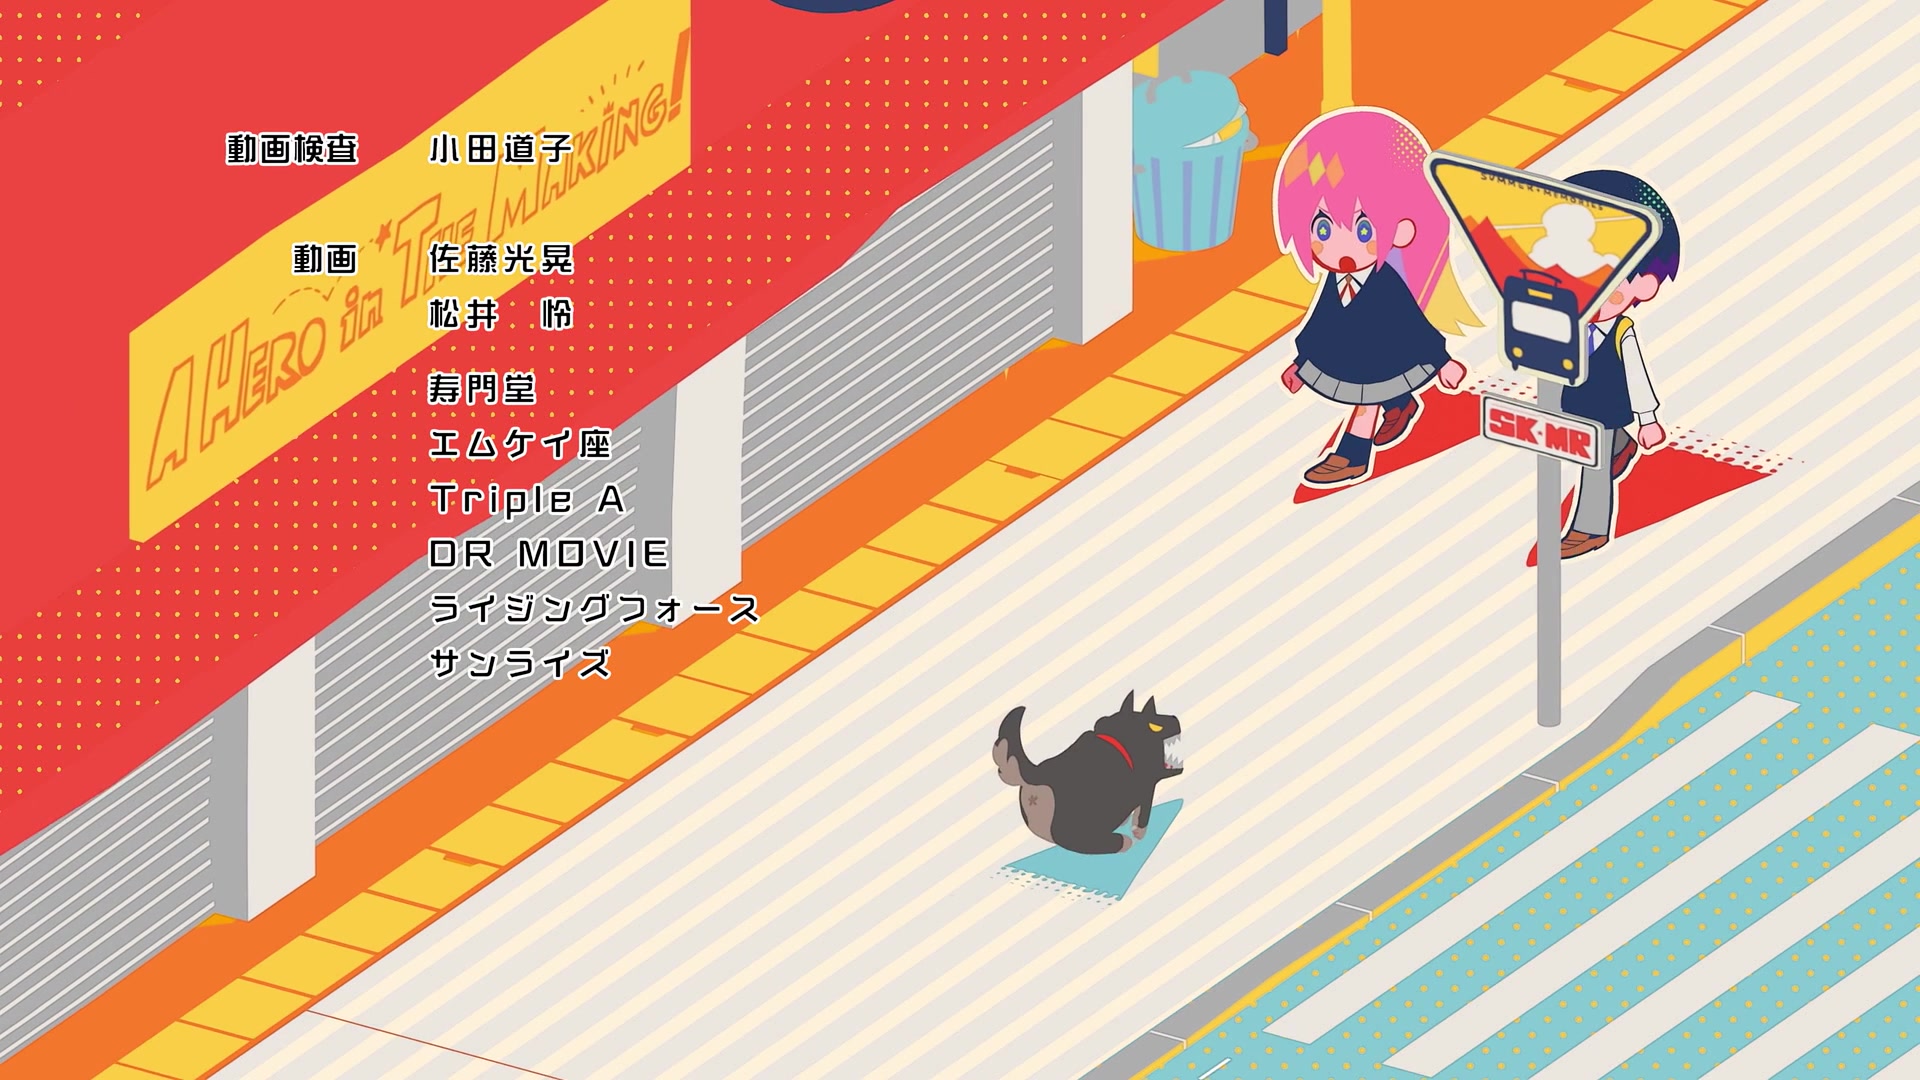 動画検査 小田道子
動画 佐藤光晃
松井 怜
寿門堂
エムケイ座
Triple A
DR MOVIE
ライジングフォース
サンライズ
A HERO in THE MAKING!
SUMMER★MEMORIES
SK★MR